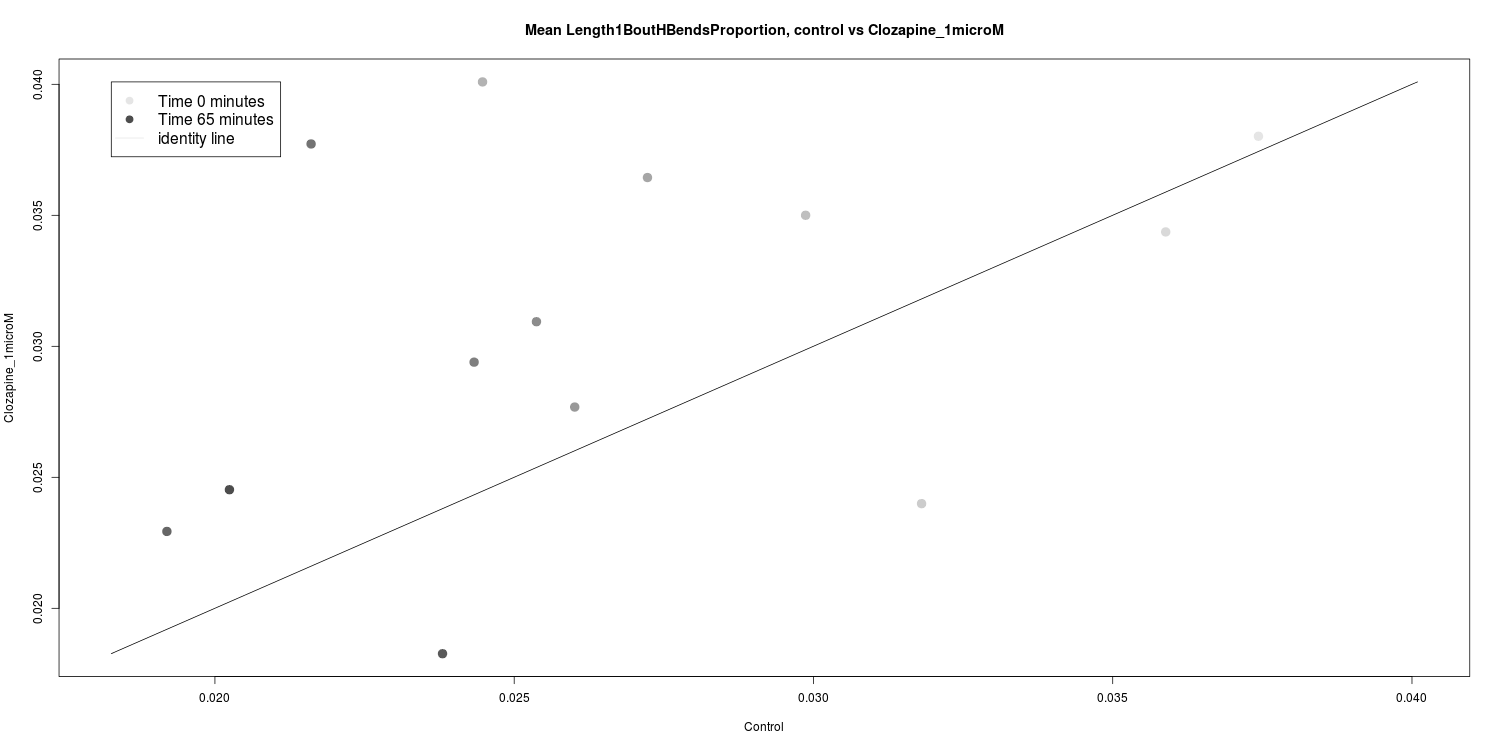 Mean Length1BoutHBendsProportion, control vs Clozapine_1microM
Time 0 minutes
Time 65 minutes
identity line
Clozapine_1microM
0.040
0.035
0.030
0.025
0.020
0.020
0.025
0.030
0.035
0.040
Control